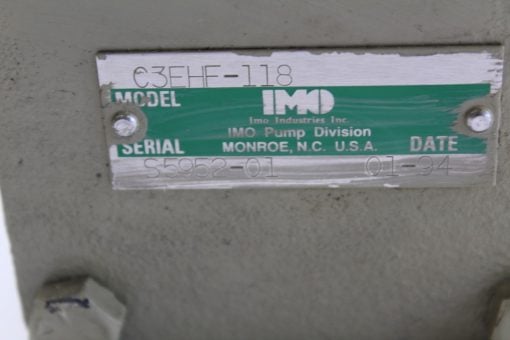 C3EHF-118
MODEL IMO
Imo Industries Inc.
IMO Pump Division
SERIAL MONROE, N.C. U.S.A. DATE
S5952-01 01-94